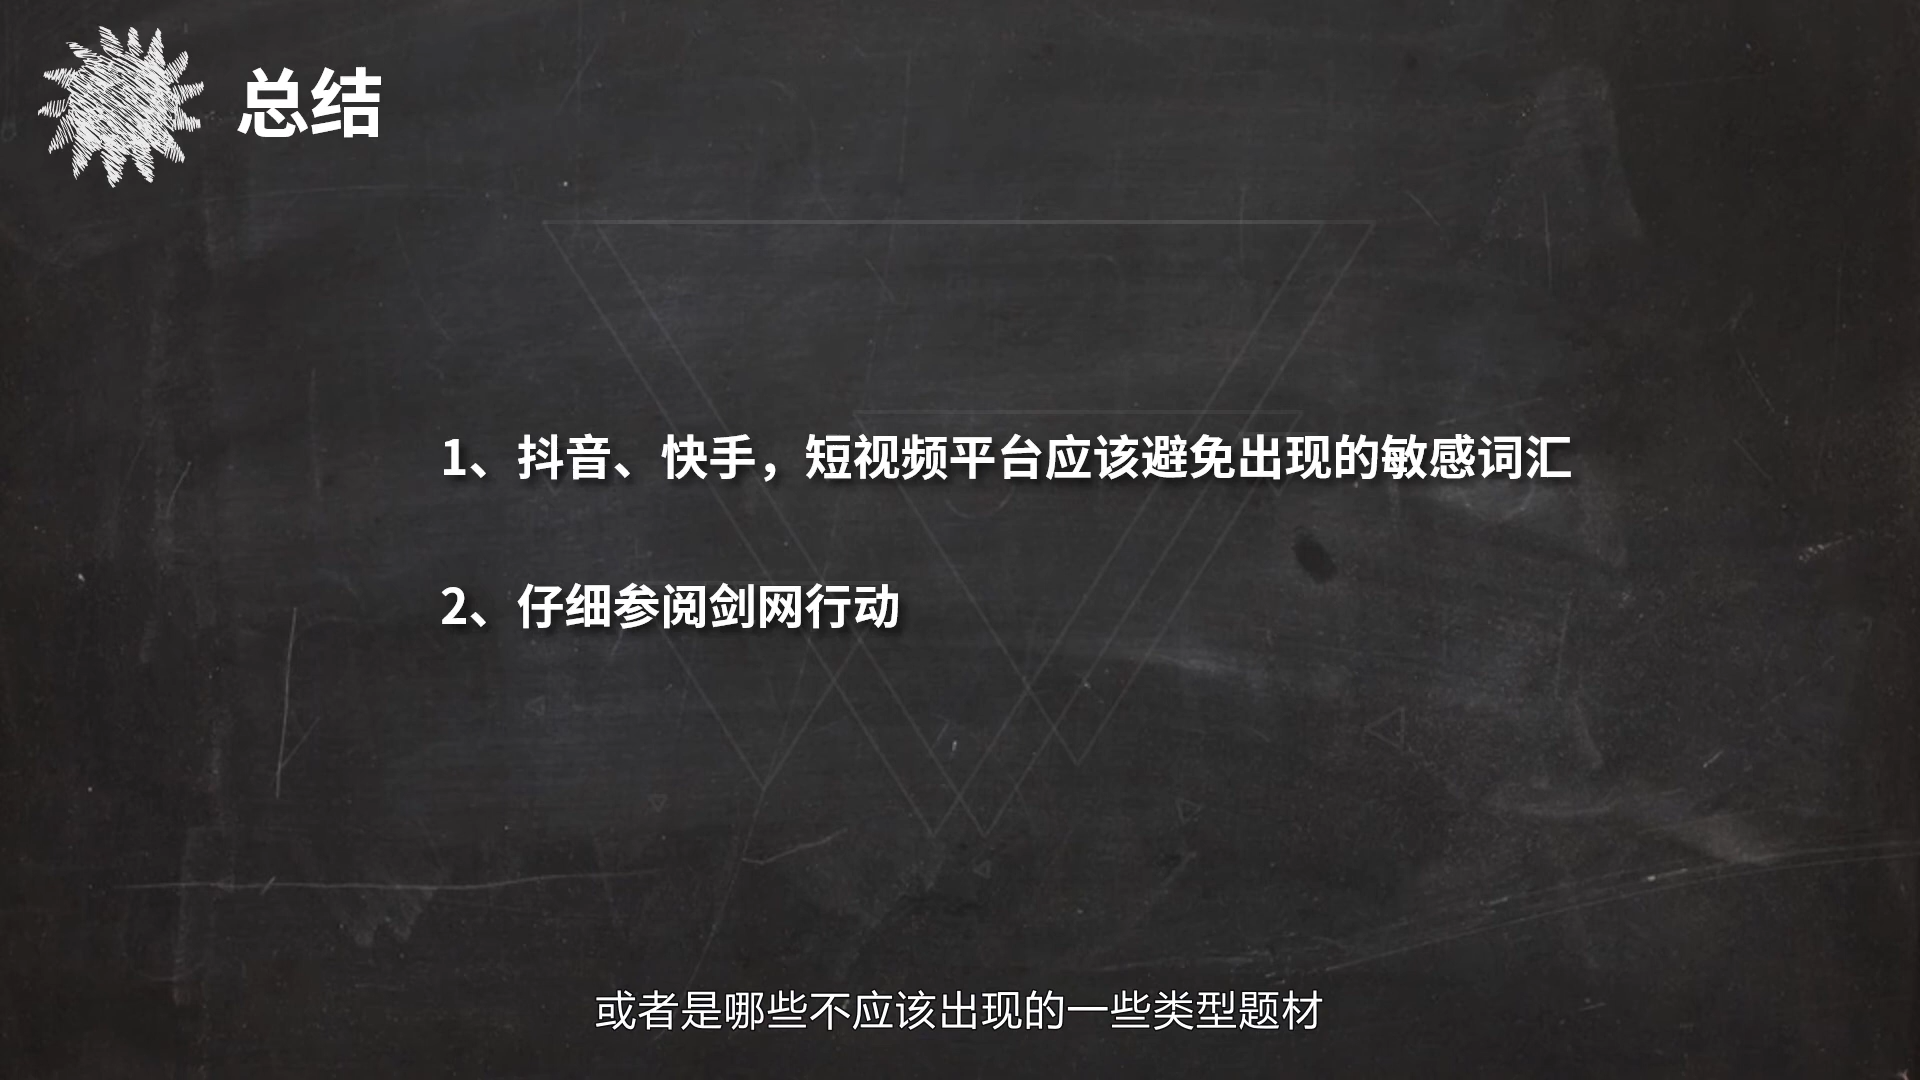 总结
1、抖音、快手，短视频平台应该避免出现的敏感词汇
2、仔细参阅剑网行动
或者是哪些不应该出现的一些类型题材